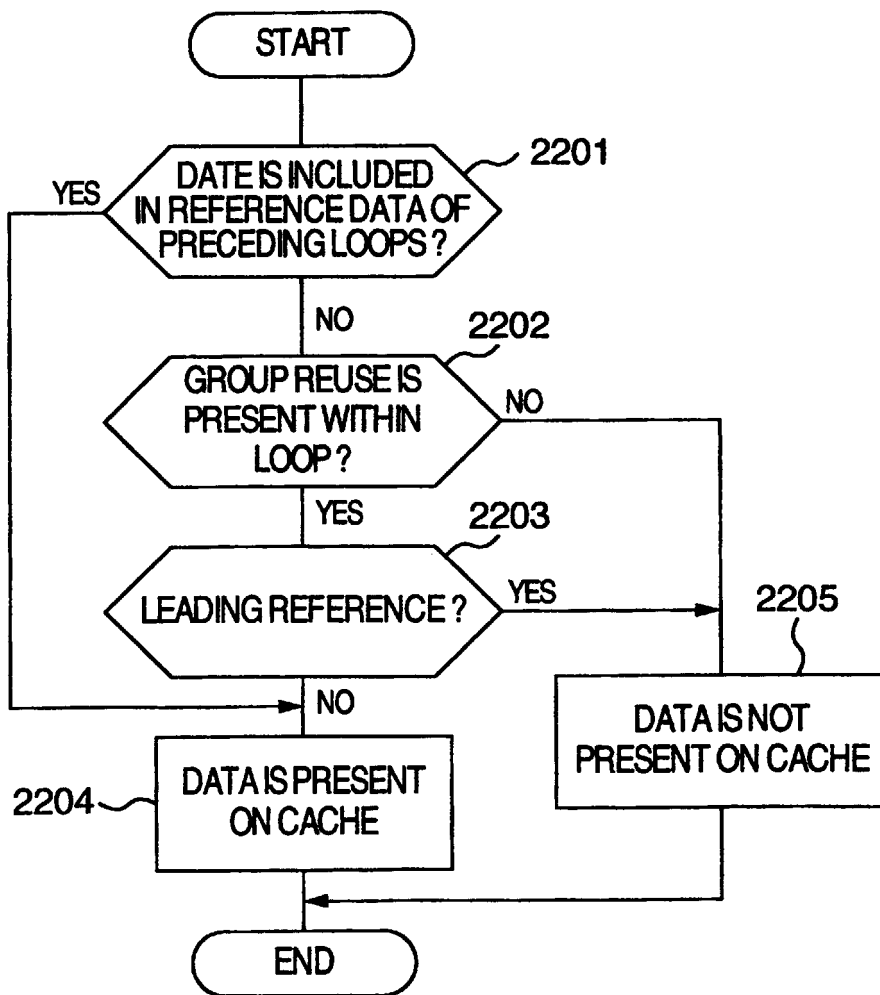 START
2201
DATE IS INCLUDED
IN REFERENCE DATA OF
PRECEDING LOOPS?
YES
NO
2202
GROUP REUSE IS
PRESENT WITHIN
LOOP?
NO
YES
2203
LEADING REFERENCE?
YES
2205
NO
DATA IS NOT
PRESENT ON CACHE
2204
DATA IS PRESENT
ON CACHE
END